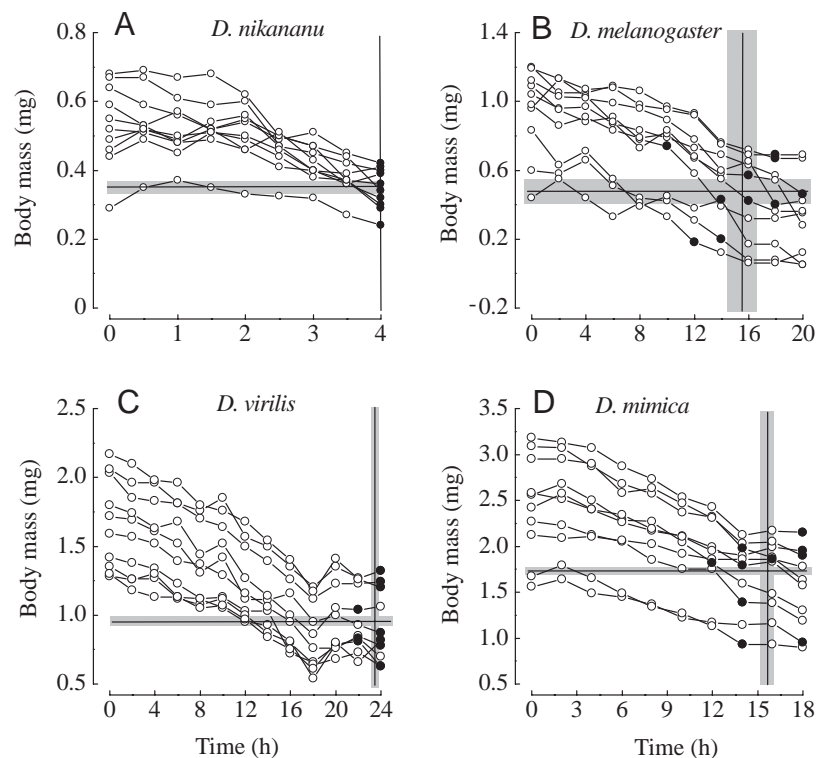 A D. nikananu
0.8
0.6
0.4
0.2
0
Body mass (mg)
0 1 2 3 4
B D. melanogaster
1.4
1.0
0.6
0.2
-0.2
Body mass (mg)
0 4 8 12 16 20
C D. virilis
2.5
2.0
1.5
1.0
0.5
Body mass (mg)
0 4 8 12 16 20 24
Time (h)
D D. mimica
3.5
3.0
2.5
2.0
1.5
1.0
0.5
Body mass (mg)
0 3 6 9 12 15 18
Time (h)